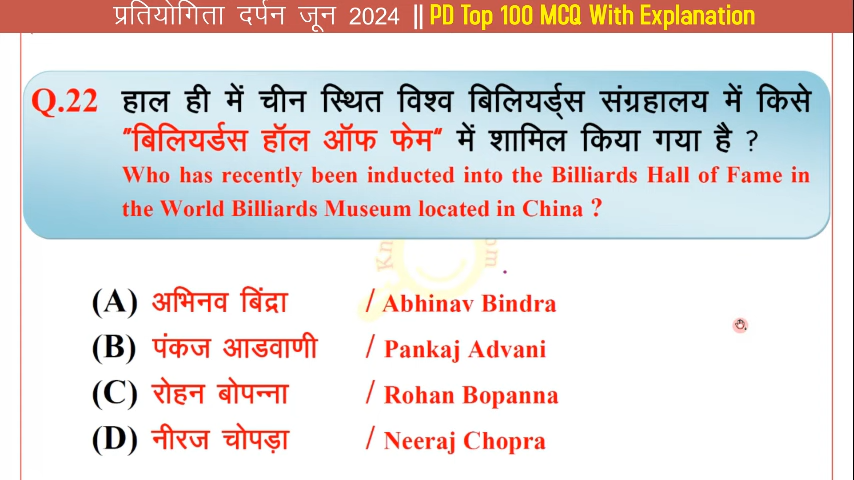 प्रतियोगिता दर्पन जून 2024 || PD Top 100 MCQ With Explanation
Q.22 हाल ही में चीन स्थित विश्व बिलियर्ड्स संग्रहालय में किसे
"बिलियर्डस हॉल ऑफ फेम" में शामिल किया गया है ?
Who has recently been inducted into the Billiards Hall of Fame in
the World Billiards Museum located in China ?
(A) अभिनव बिंद्रा / Abhinav Bindra
(B) पंकज आडवाणी / Pankaj Advani
(C) रोहन बोपन्ना / Rohan Bopanna
(D) नीरज चोपड़ा / Neeraj Chopra